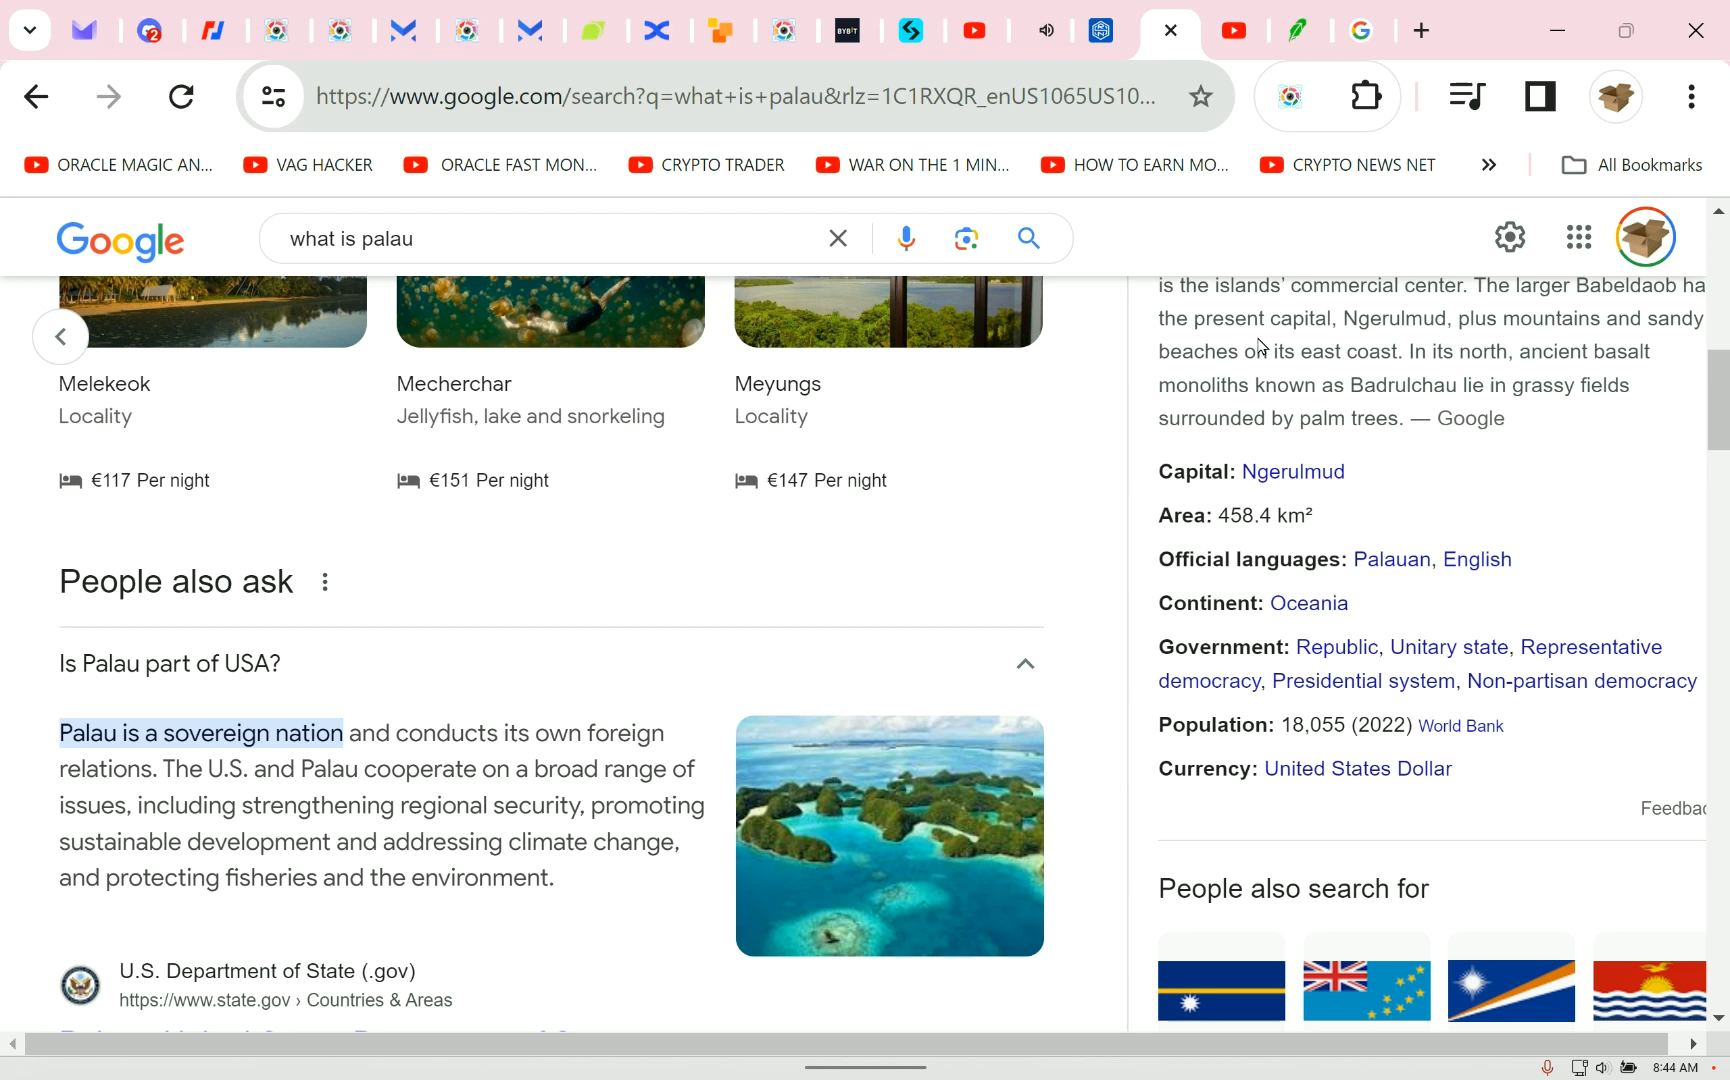 https://www.google.com/search?q=what+is+palau&rlz=1C1RXQR_enUS1065US10...
ORACLE MAGIC AN...
VAG HACKER
ORACLE FAST MON...
CRYPTO TRADER
WAR ON THE 1 MIN...
HOW TO EARN MO...
CRYPTO NEWS NET
All Bookmarks
Google
what is palau
Melekeok
Locality
€117 Per night
Mecherchar
Jellyfish, lake and snorkeling
€151 Per night
Meyungs
Locality
€147 Per night
People also ask
Is Palau part of USA?
Palau is a sovereign nation and conducts its own foreign
relations. The U.S. and Palau cooperate on a broad range of
issues, including strengthening regional security, promoting
sustainable development and addressing climate change,
and protecting fisheries and the environment.
U.S. Department of State (.gov)
https://www.state.gov › Countries & Areas
is the islands' commercial center. The larger Babeldaob ha
the present capital, Ngerulmud, plus mountains and sandy
beaches on its east coast. In its north, ancient basalt
monoliths known as Badrulchau lie in grassy fields
surrounded by palm trees. — Google
Capital: Ngerulmud
Area: 458.4 km²
Official languages: Palauan, English
Continent: Oceania
Government: Republic, Unitary state, Representative
democracy, Presidential system, Non-partisan democracy
Population: 18,055 (2022) World Bank
Currency: United States Dollar
Feedbac
People also search for
8:44 AM